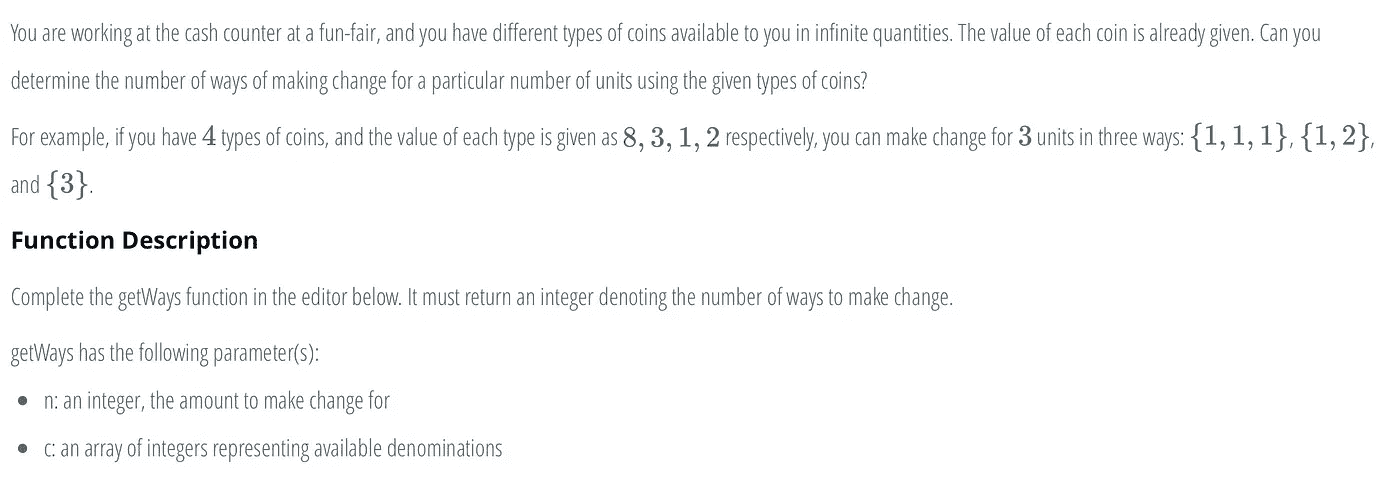 You are working at the cash counter at a fun-fair, and you have different types of coins available to you in infinite quantities. The value of each coin is already given. Can you
determine the number of ways of making change for a particular number of units using the given types of coins?
For example, if you have 4 types of coins, and the value of each type is given as 8, 3, 1, 2 respectively, you can make change for 3 units in three ways: {1, 1, 1}, {1, 2},
and {3}.
Function Description
Complete the getWays function in the editor below. It must return an integer denoting the number of ways to make change.
getWays has the following parameter(s):
• n: an integer, the amount to make change for
• c: an array of integers representing available denominations